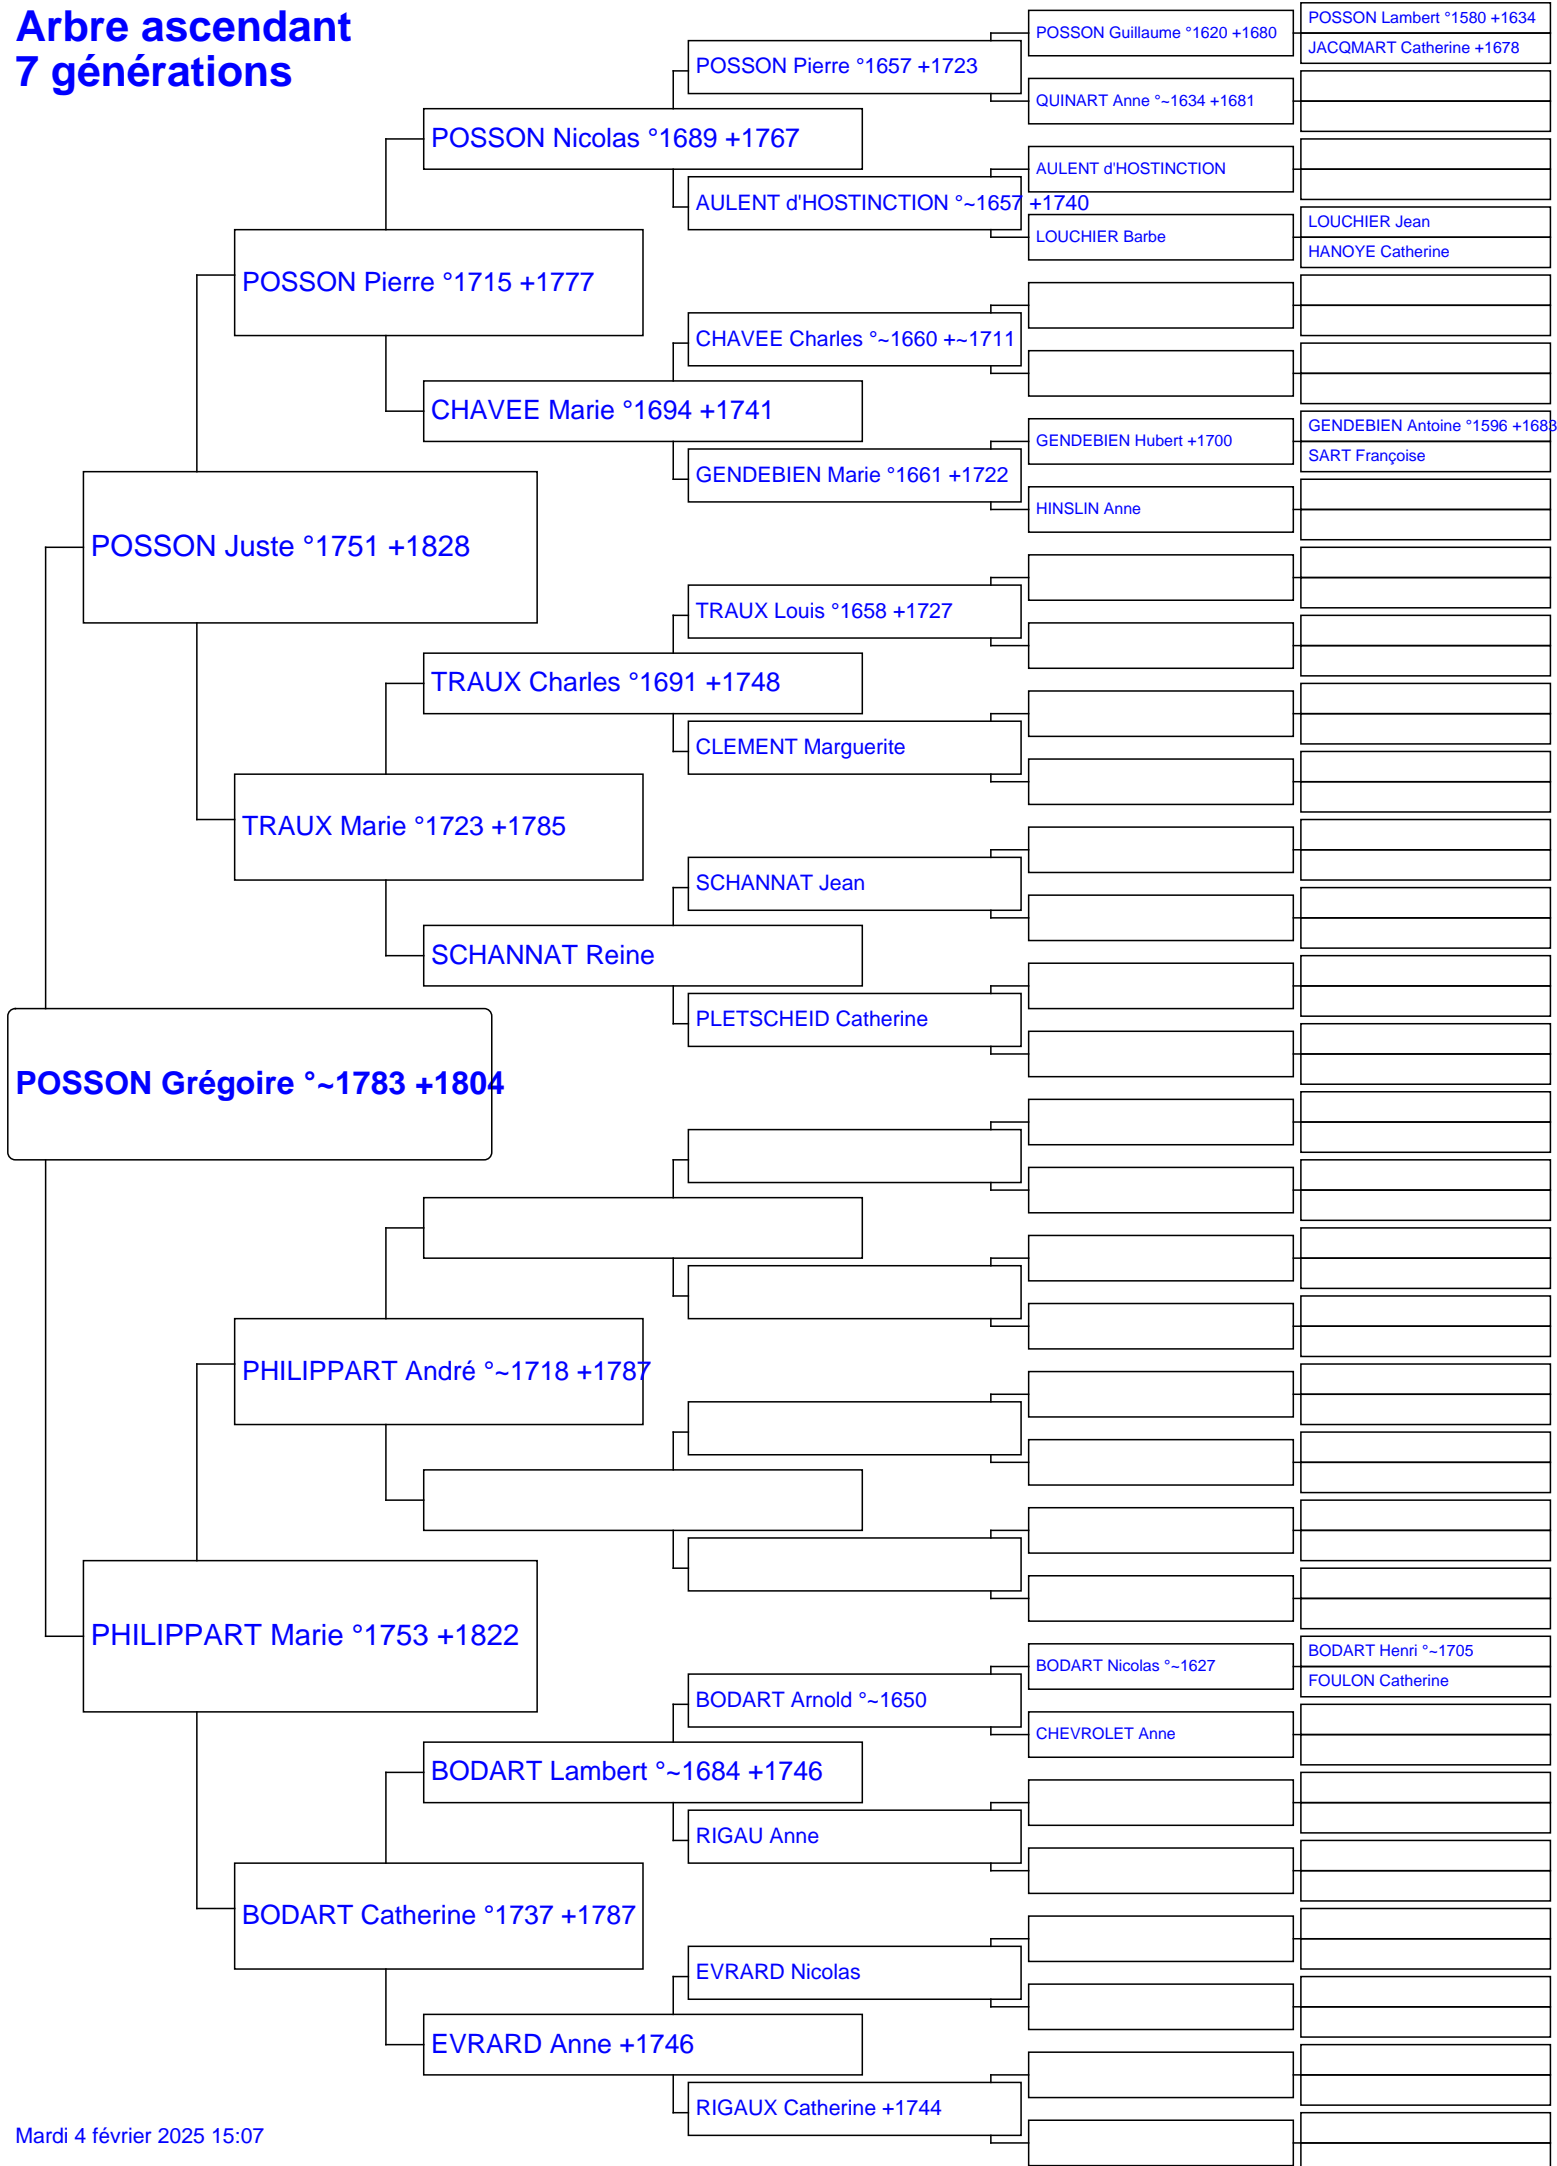 Arbre ascendant
7 générations
POSSON Lambert °1580 +1634
POSSON Guillaume °1620 +1680
JACQMART Catherine +1678
POSSON Pierre °1657 +1723
QUINART Anne °~1634 +1681
POSSON Nicolas °1689 +1767
AULENT d'HOSTINCTION
AULENT d'HOSTINCTION °~1657 +1740
LOUCHIER Jean
LOUCHIER Barbe
HANOYE Catherine
POSSON Pierre °1715 +1777
CHAVEE Charles °~1660 +~1711
CHAVEE Marie °1694 +1741
GENDEBIEN Antoine °1596 +1683
GENDEBIEN Hubert +1700
SART Françoise
GENDEBIEN Marie °1661 +1722
HINSLIN Anne
POSSON Juste °1751 +1828
TRAUX Louis °1658 +1727
TRAUX Charles °1691 +1748
CLEMENT Marguerite
TRAUX Marie °1723 +1785
SCHANNAT Jean
SCHANNAT Reine
PLETSCHEID Catherine
POSSON Grégoire °~1783 +1804
PHILIPPART André °~1718 +1787
PHILIPPART Marie °1753 +1822
BODART Henri °~1705
BODART Nicolas °~1627
FOULON Catherine
BODART Arnold °~1650
CHEVROLET Anne
BODART Lambert °~1684 +1746
RIGAU Anne
BODART Catherine °1737 +1787
EVRARD Nicolas
EVRARD Anne +1746
RIGAUX Catherine +1744
Mardi 4 février 2025 15:07